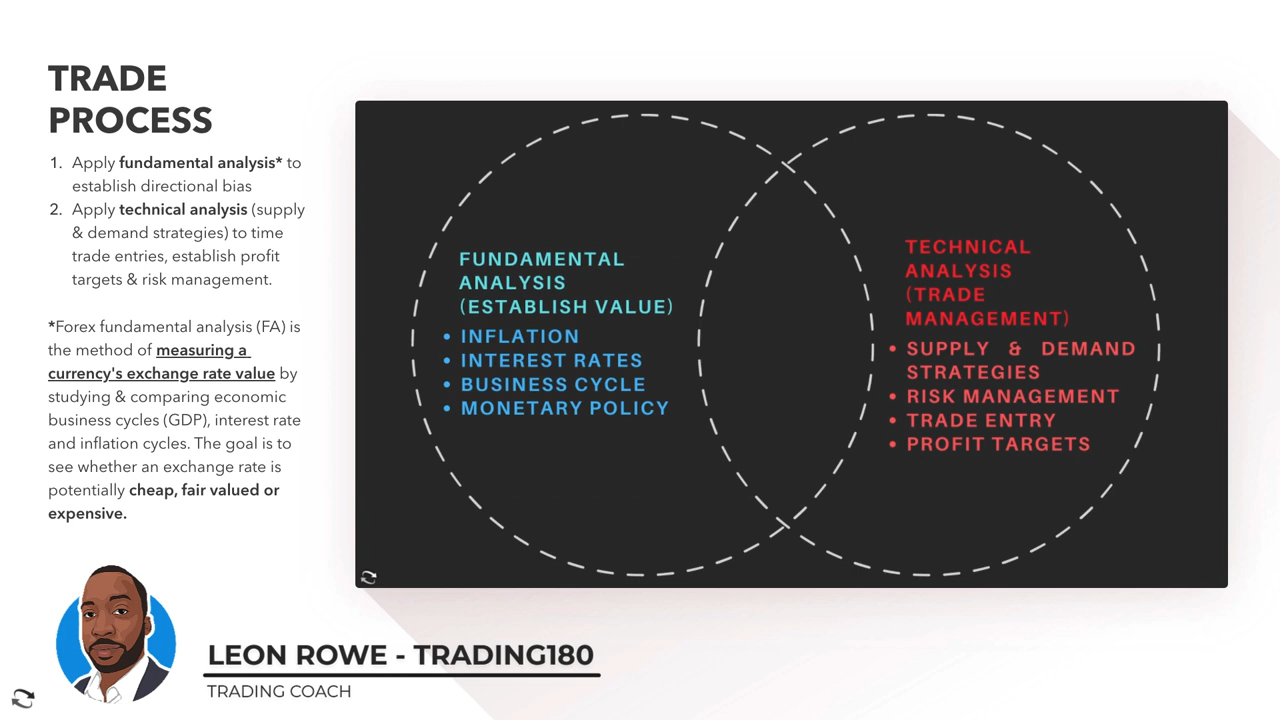 TRADE
PROCESS
1. Apply fundamental analysis* to
establish directional bias
2. Apply technical analysis (supply
& demand strategies) to time
trade entries, establish profit
targets & risk management.
*Forex fundamental analysis (FA) is
the method of measuring a
currency's exchange rate value by
studying & comparing economic
business cycles (GDP), interest rate
and inflation cycles. The goal is to
see whether an exchange rate is
potentially cheap, fair valued or
expensive.
FUNDAMENTAL
ANALYSIS
(ESTABLISH VALUE)
• INFLATION
• INTEREST RATES
• BUSINESS CYCLE
• MONETARY POLICY
TECHNICAL
ANALYSIS
(TRADE
MANAGEMENT)
• SUPPLY & DEMAND
STRATEGIES
• RISK MANAGEMENT
• TRADE ENTRY
• PROFIT TARGETS
LEON ROWE - TRADING180
TRADING COACH